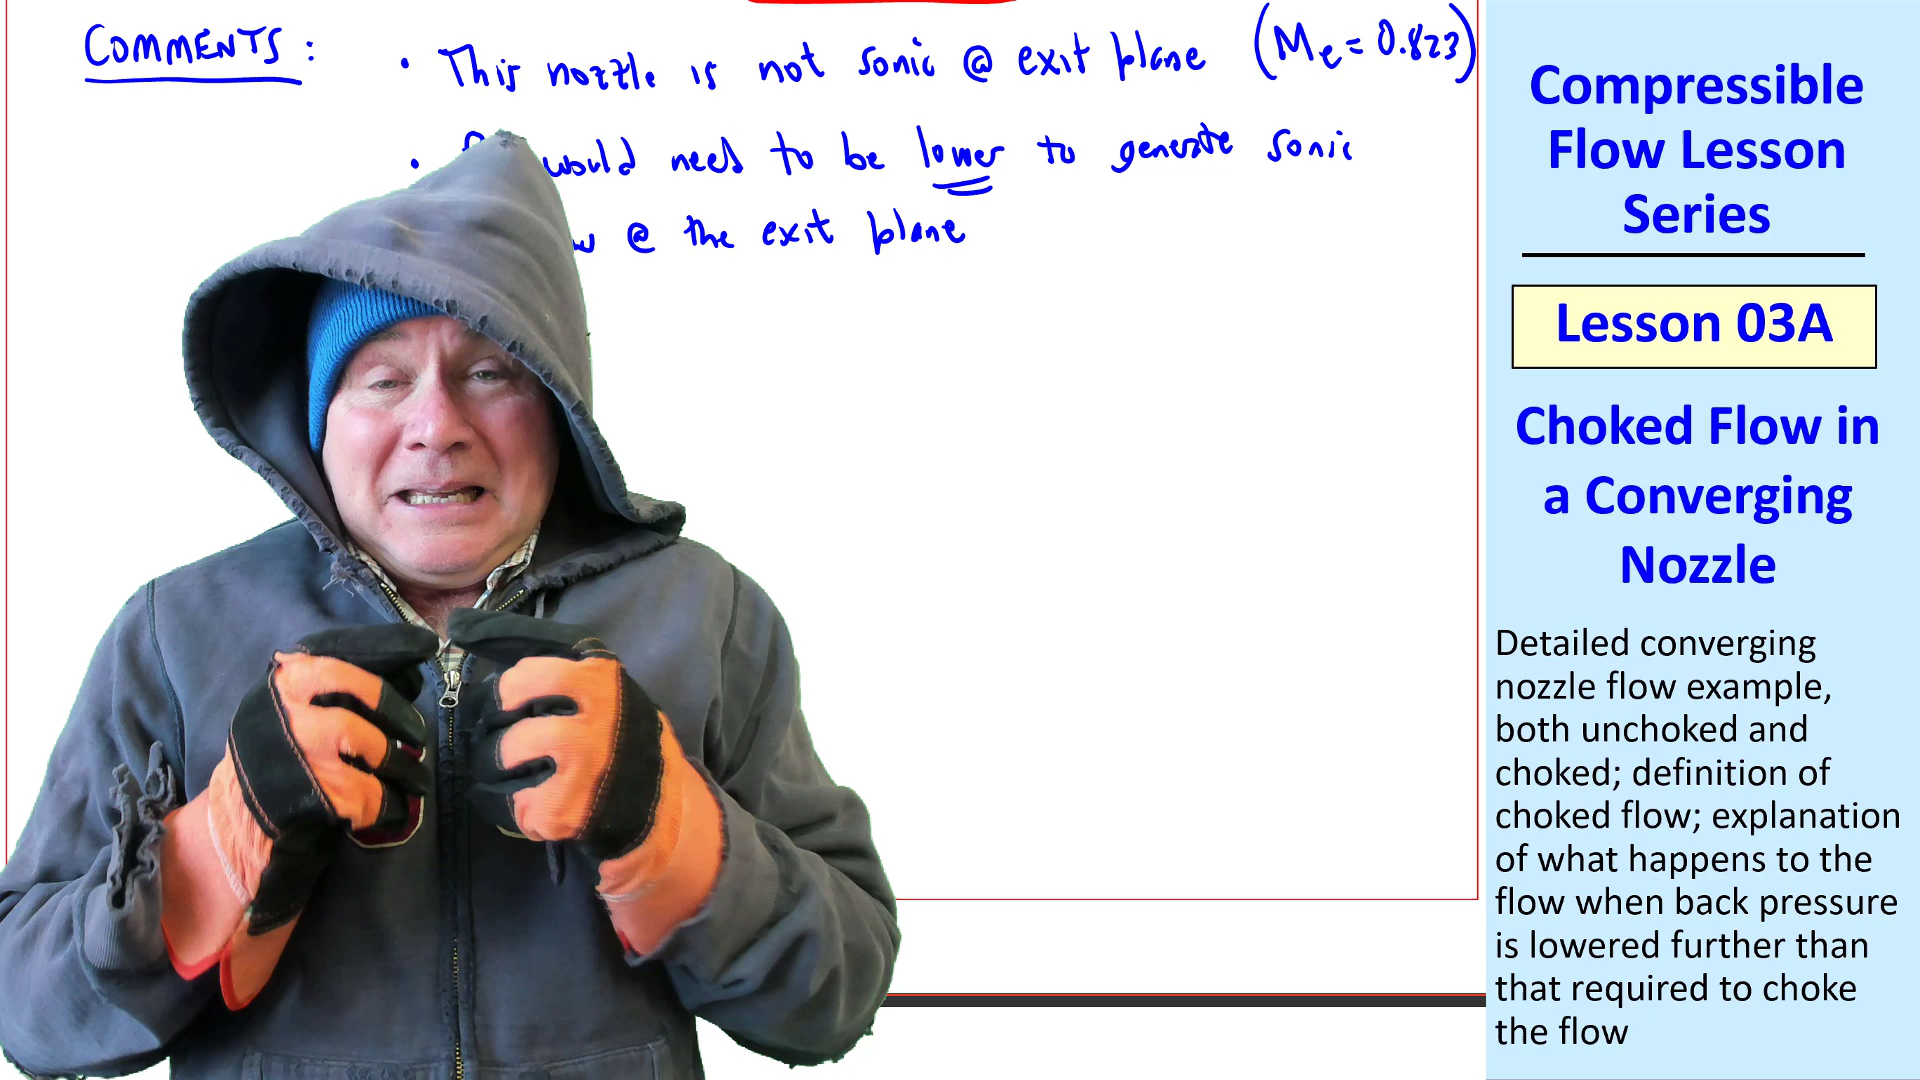 COMMENTS :
• This nozzle is not sonic @ exit plane (Me = 0.823)
• would need to be lower to generate sonic
@ the exit plane
Compressible
Flow Lesson
Series
Lesson 03A
Choked Flow in
a Converging
Nozzle
Detailed converging
nozzle flow example,
both unchoked and
choked; definition of
choked flow; explanation
of what happens to the
flow when back pressure
is lowered further than
that required to choke
the flow